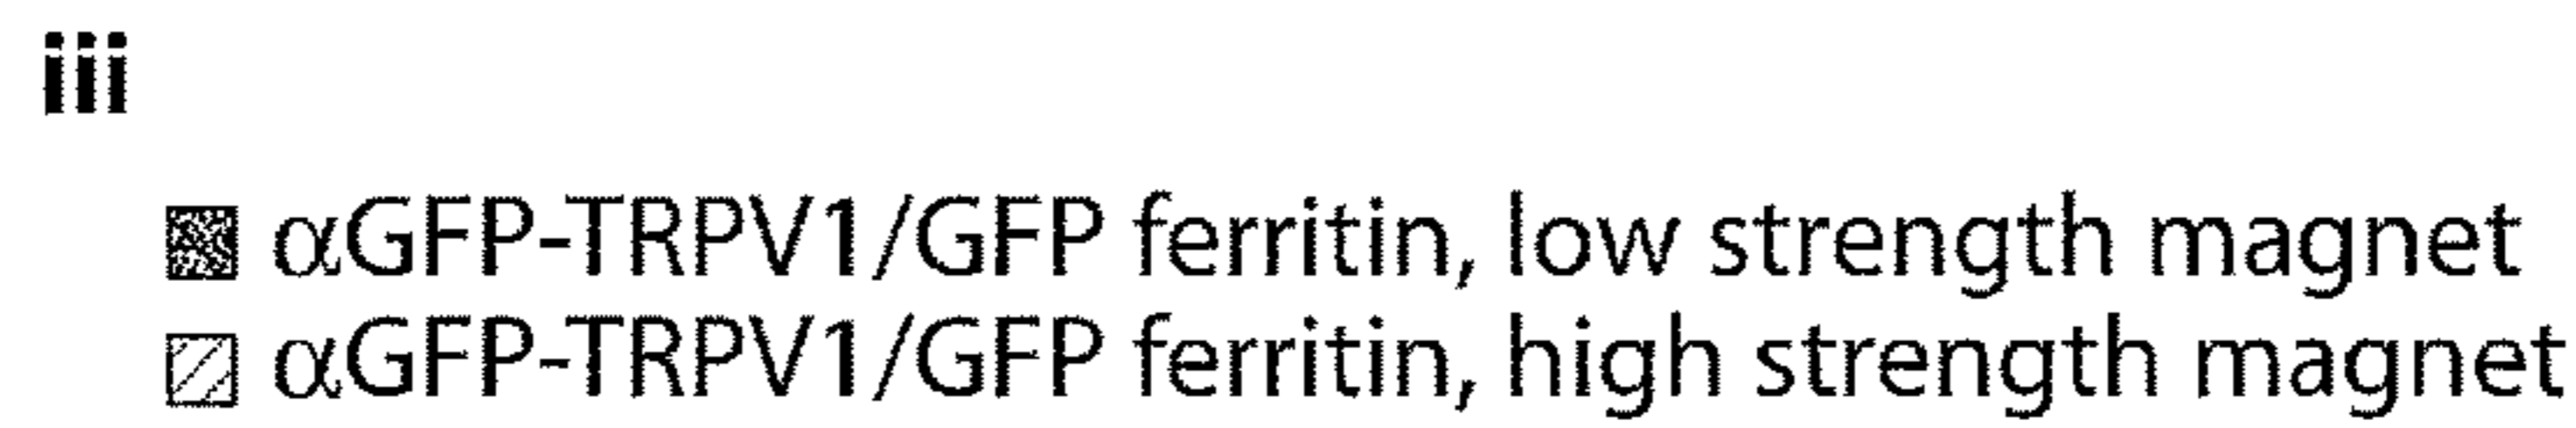 iii
αGFP-TRPV1/GFP ferritin, low strength magnet
αGFP-TRPV1/GFP ferritin, high strength magnet